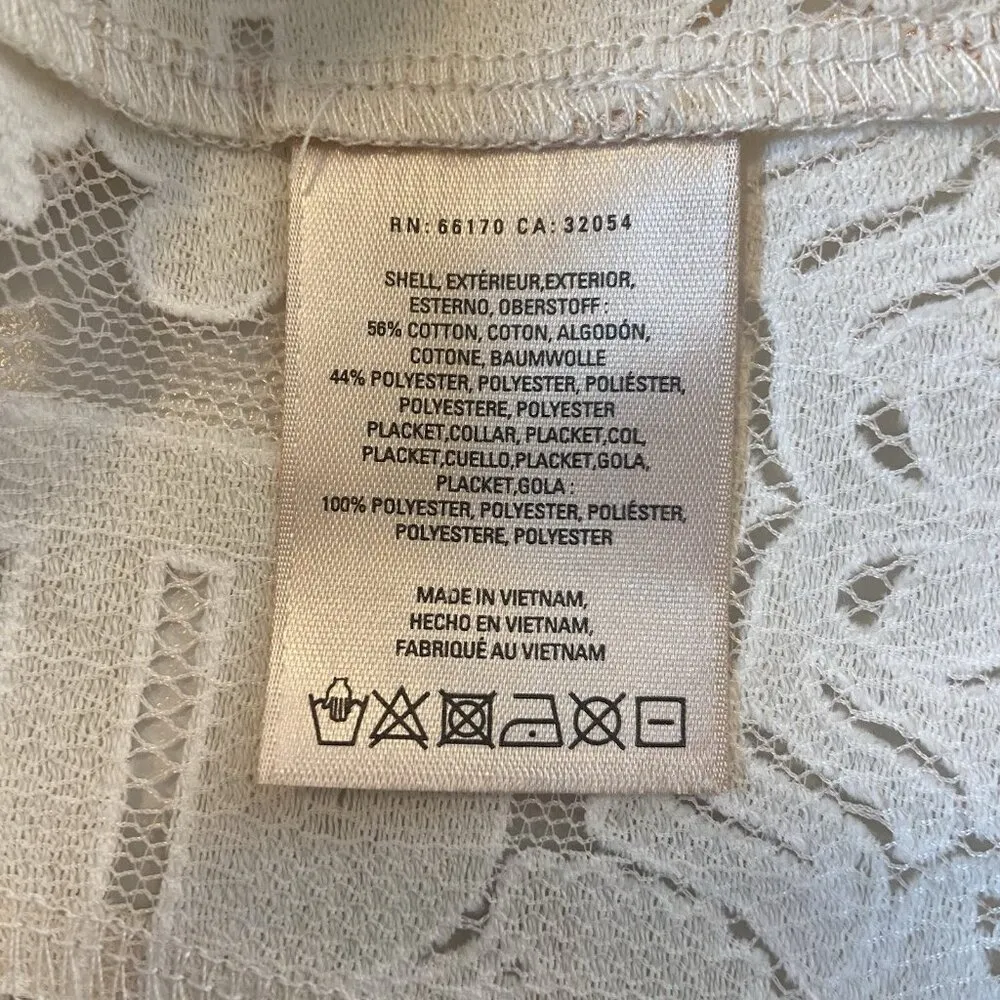 RN: 66170 CA: 32054
SHELL, EXTÉRIEUR,EXTERIOR,
ESTERNO, OBERSTOFF :
56% COTTON, COTON, ALGODÓN,
COTONE, BAUMWOLLE
44% POLYESTER, POLYESTER, POLIÉSTER,
POLYESTERE, POLYESTER
PLACKET,COLLAR, PLACKET,COL,
PLACKET,CUELLO,PLACKET,GOLA,
PLACKET,GOLA :
100% POLYESTER, POLYESTER, POLIÉSTER,
POLYESTERE, POLYESTER
MADE IN VIETNAM,
HECHO EN VIETNAM,
FABRIQUÉ AU VIETNAM